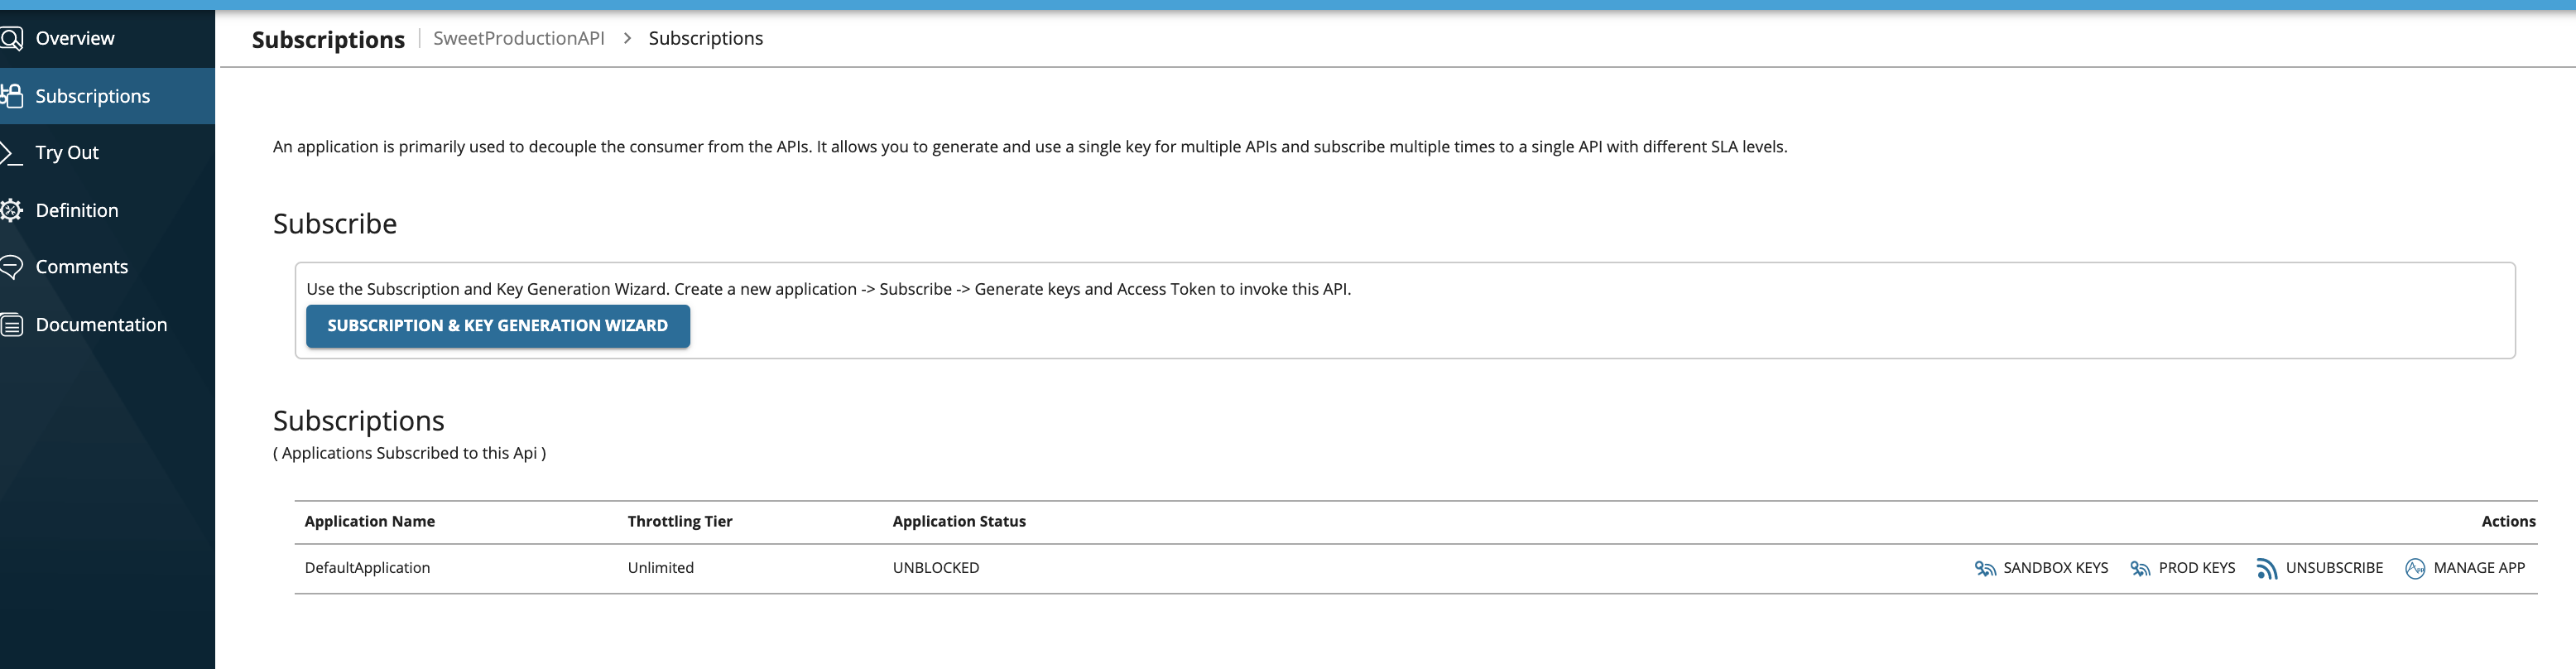 Overview
Subscriptions
Try Out
Definition
Comments
Documentation
Subscriptions | SweetProductionAPI > Subscriptions
An application is primarily used to decouple the consumer from the APIs. It allows you to generate and use a single key for multiple APIs and subscribe multiple times to a single API with different SLA levels.
Subscribe
Use the Subscription and Key Generation Wizard. Create a new application -> Subscribe -> Generate keys and Access Token to invoke this API.
SUBSCRIPTION & KEY GENERATION WIZARD
Subscriptions
( Applications Subscribed to this Api )
Application Name Throttling Tier Application Status Actions
DefaultApplication Unlimited UNBLOCKED SANDBOX KEYS PROD KEYS UNSUBSCRIBE MANAGE APP